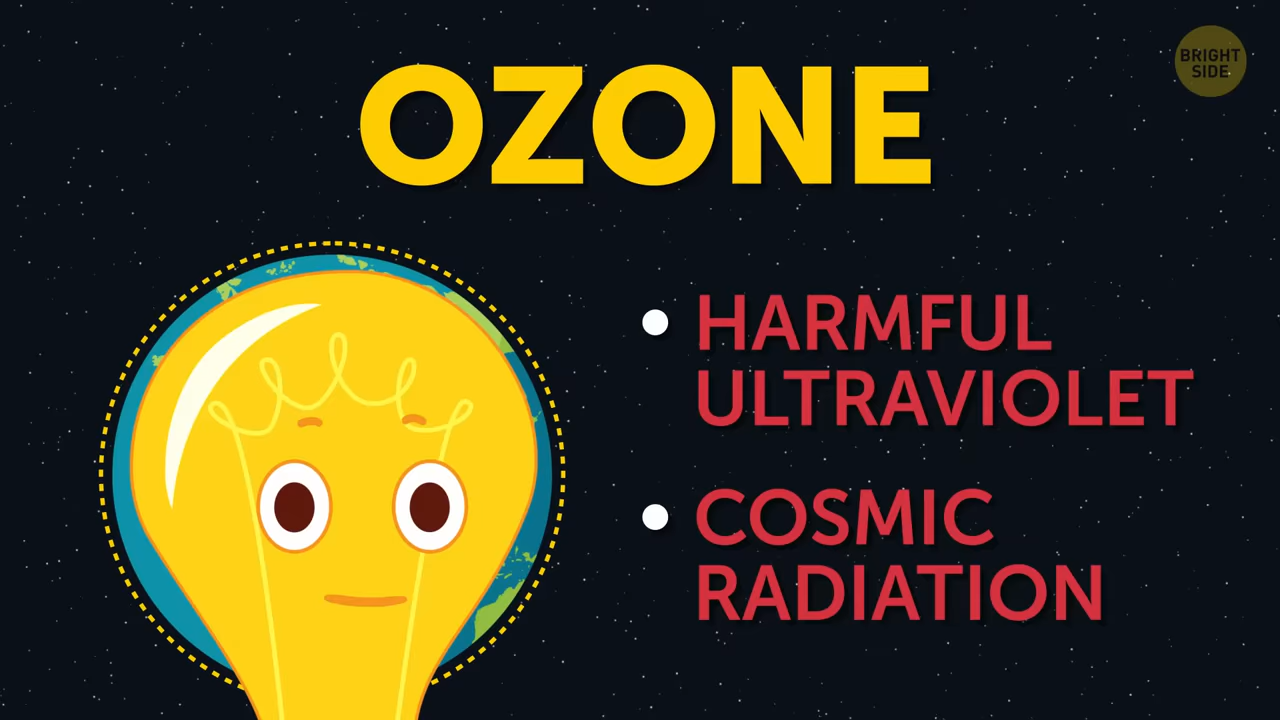 BRIGHT
SIDE
OZONE
• HARMFUL
ULTRAVIOLET
• COSMIC
RADIATION